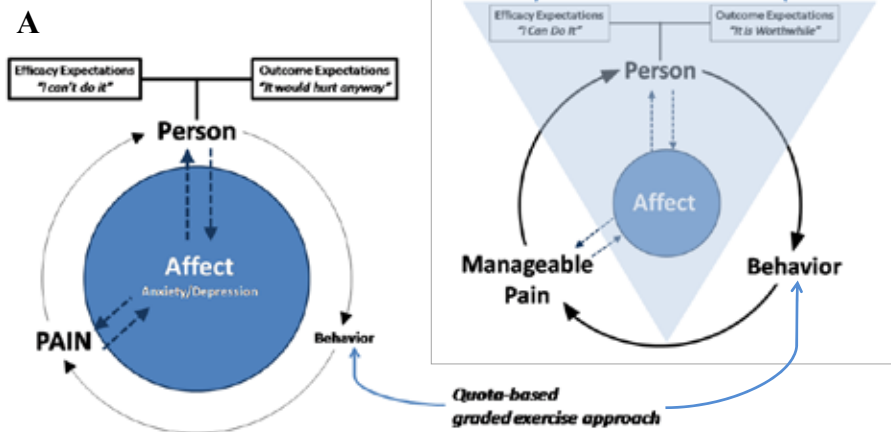 A
Efficacy Expectations
"I can't do it"
Outcome Expectations
"It would hurt anyway"
Person
Affect
Anxiety/Depression
PAIN
Behavior
Efficacy Expectations
"I Can Do It"
Outcome Expectations
"It is Worthwhile"
Person
Affect
Manageable
Pain
Behavior
Quota-based
graded exercise approach